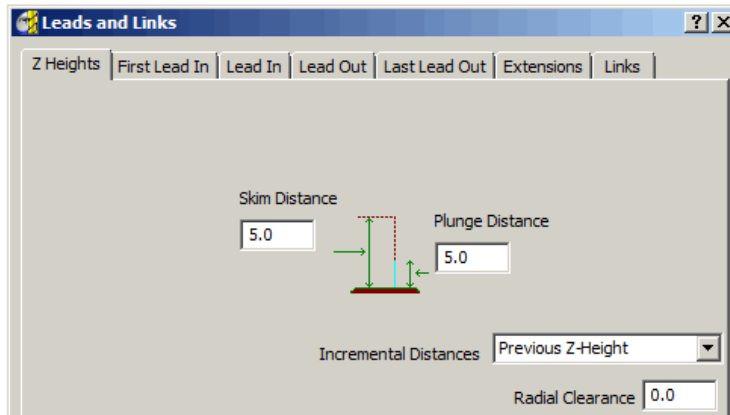 Leads and Links
Z Heights First Lead In Lead In Lead Out Last Lead Out Extensions Links
Skim Distance
5.0
Plunge Distance
5.0
Incremental Distances Previous Z-Height
Radial Clearance 0.0